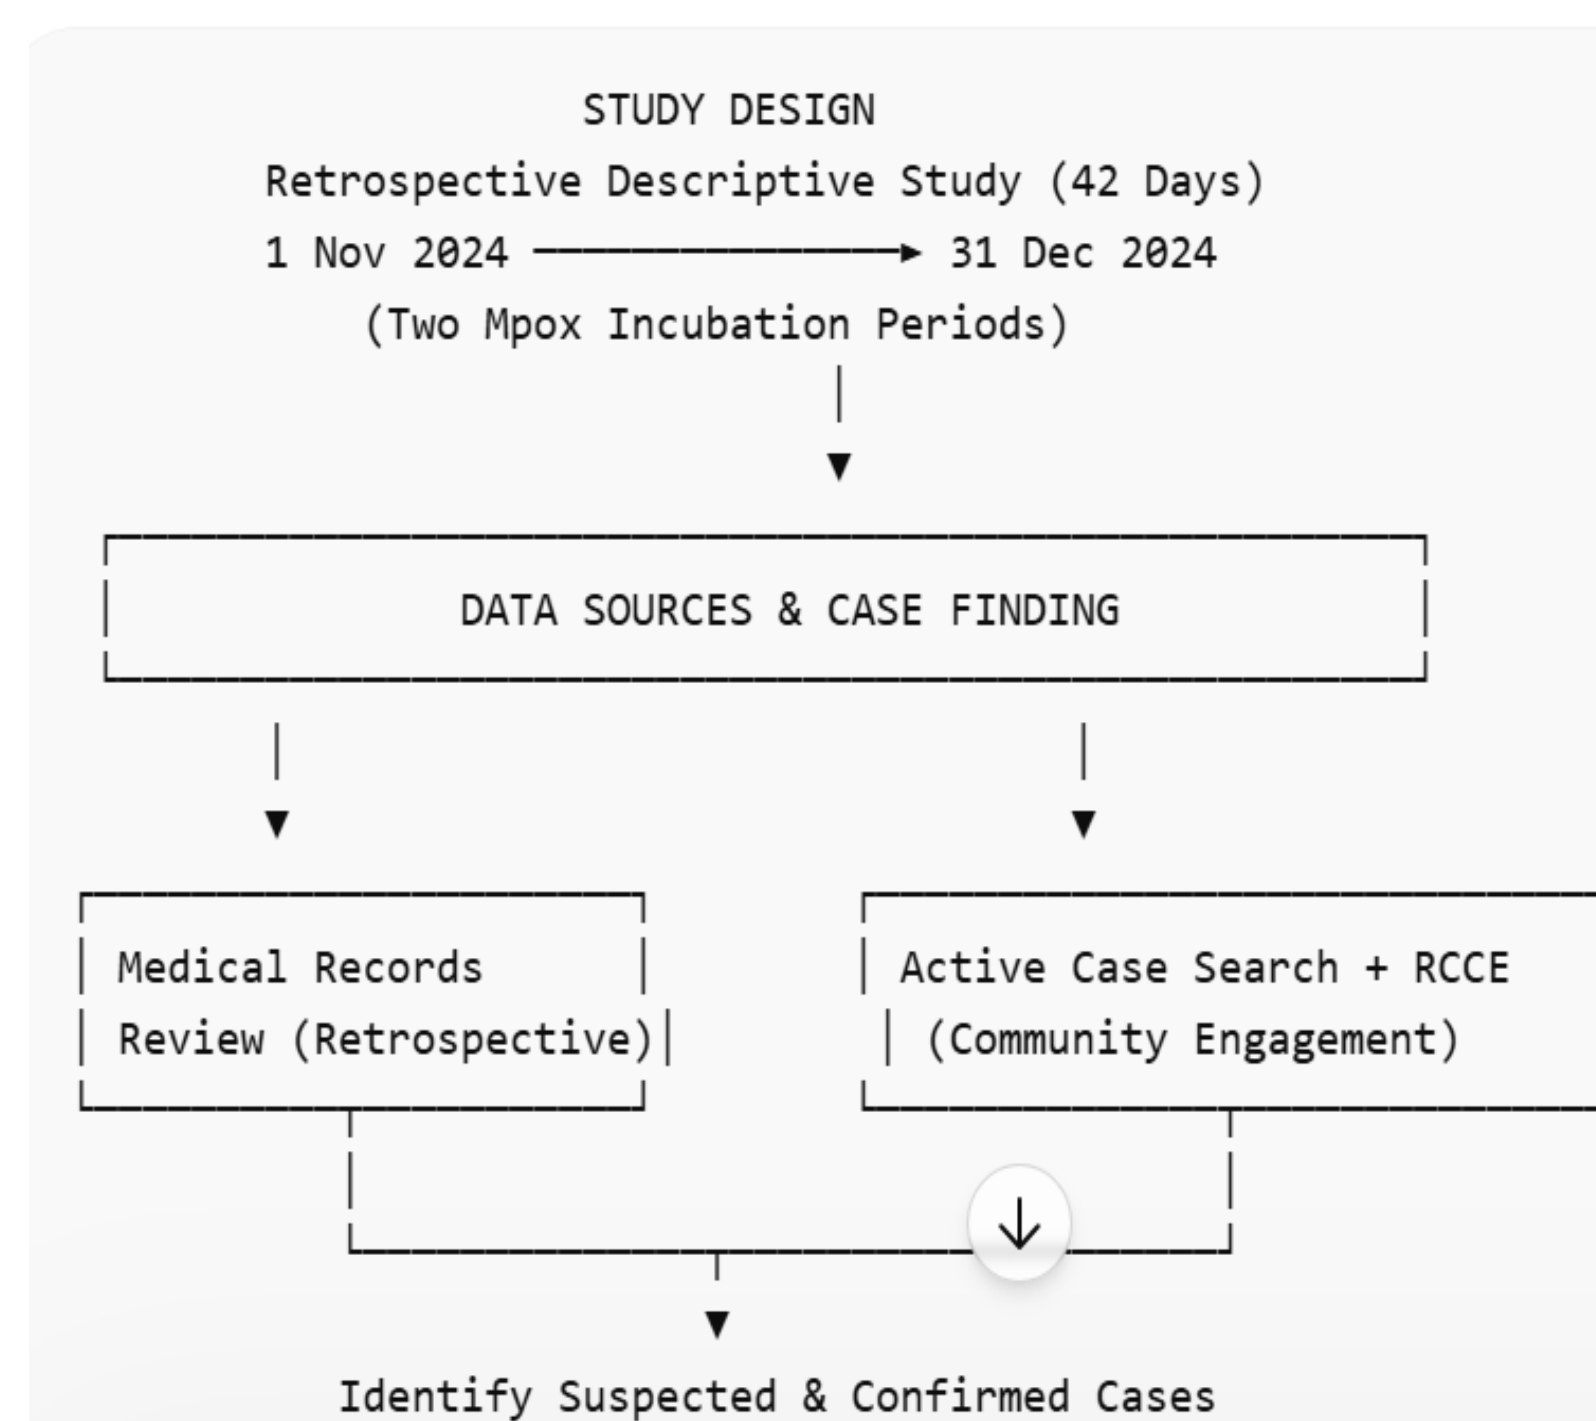 STUDY DESIGN
Retrospective Descriptive Study (42 Days)
1 Nov 2024 ───────────────► 31 Dec 2024
(Two Mpox Incubation Periods)
DATA SOURCES & CASE FINDING
Medical Records
Review (Retrospective)
Active Case Search + RCCE
(Community Engagement)
Identify Suspected & Confirmed Cases